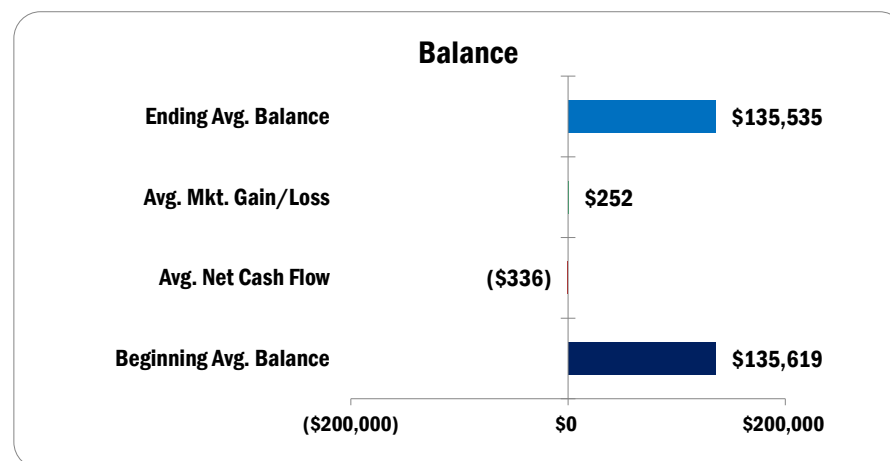 Balance
Ending Avg. Balance $135,535
Avg. Mkt. Gain/Loss $252
Avg. Net Cash Flow ($336)
Beginning Avg. Balance $135,619
($200,000) $0 $200,000